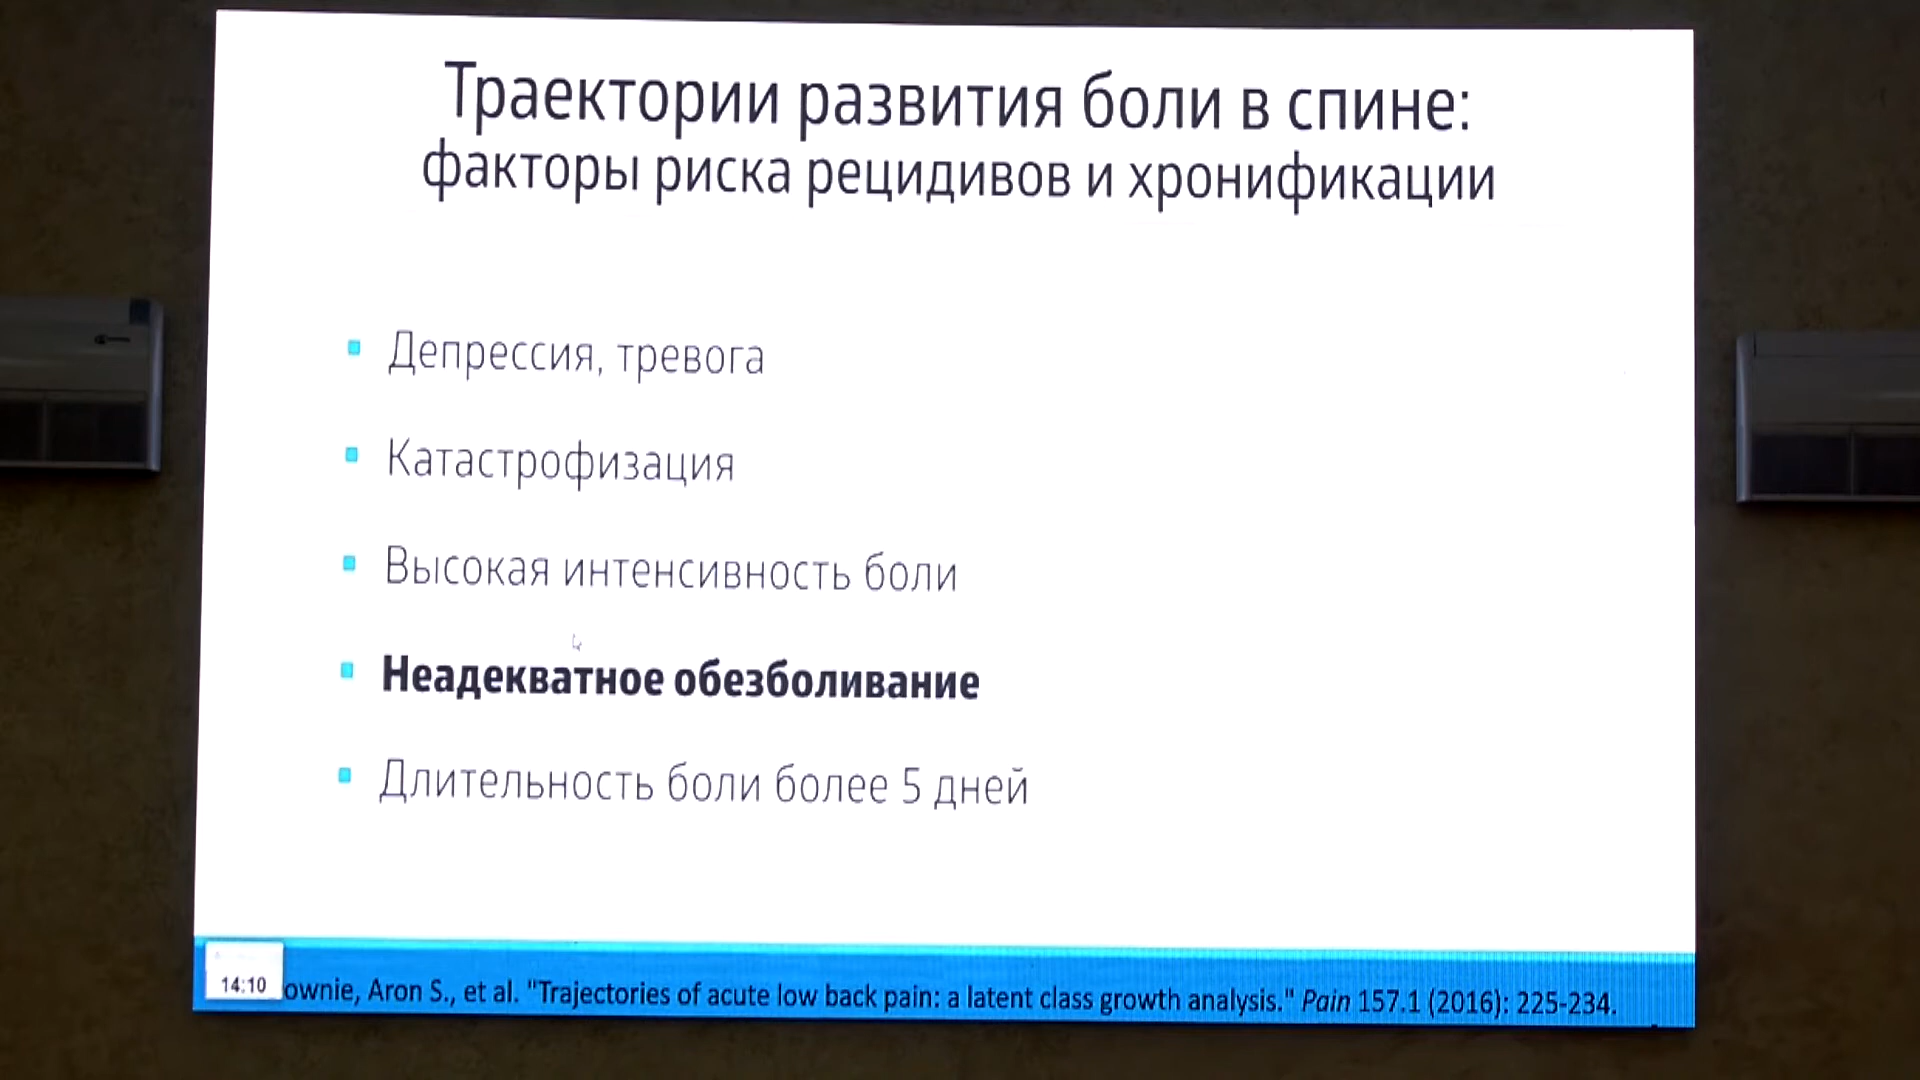 Траектории развития боли в спине:
факторы риска рецидивов и хронификации
Депрессия, тревога
Катастрофизация
Высокая интенсивность боли
Неадекватное обезболивание
Длительность боли более 5 дней
14:10
ownie, Aron S., et al. "Trajectories of acute low back pain: a latent class growth analysis." Pain 157.1 (2016): 225-234.